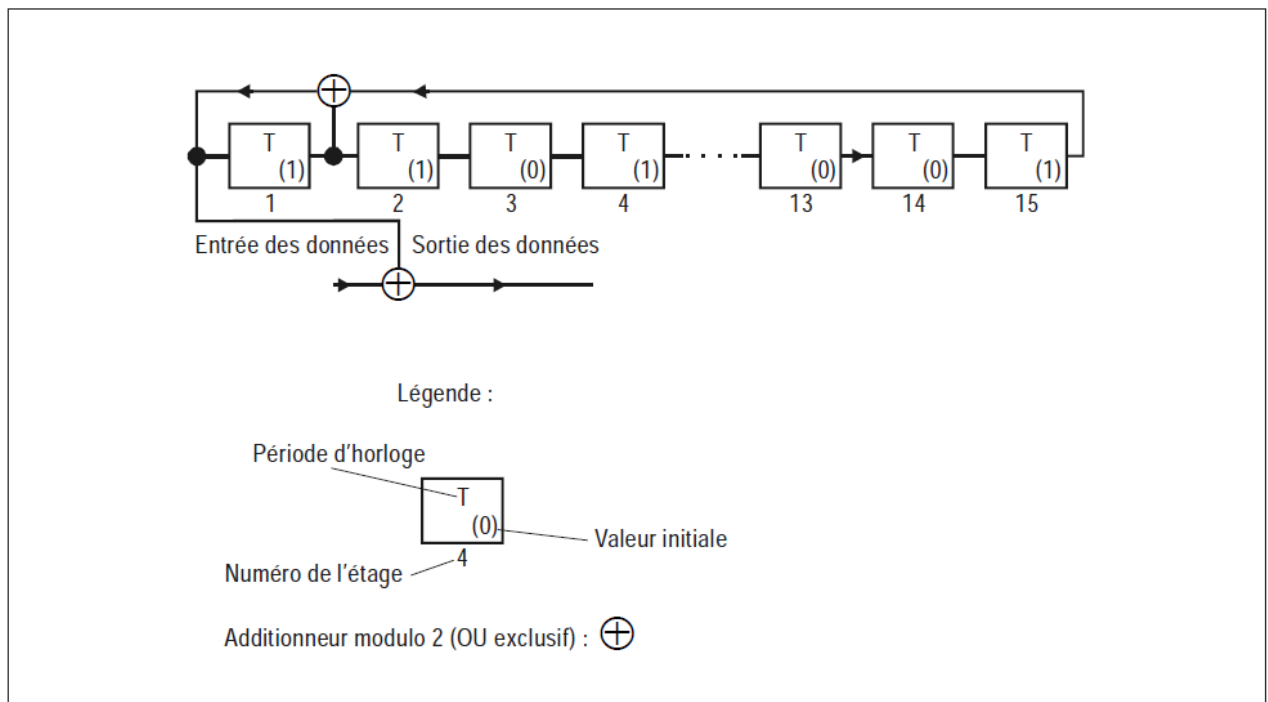 T T T T T T T
(1) (1) (0) (1) (0) (0) (1)
1 2 3 4 13 14 15
Entrée des données Sortie des données
Légende :
Période d'horloge
T
(0)
Valeur initiale
4
Numéro de l'étage
Additionneur modulo 2 (OU exclusif) :